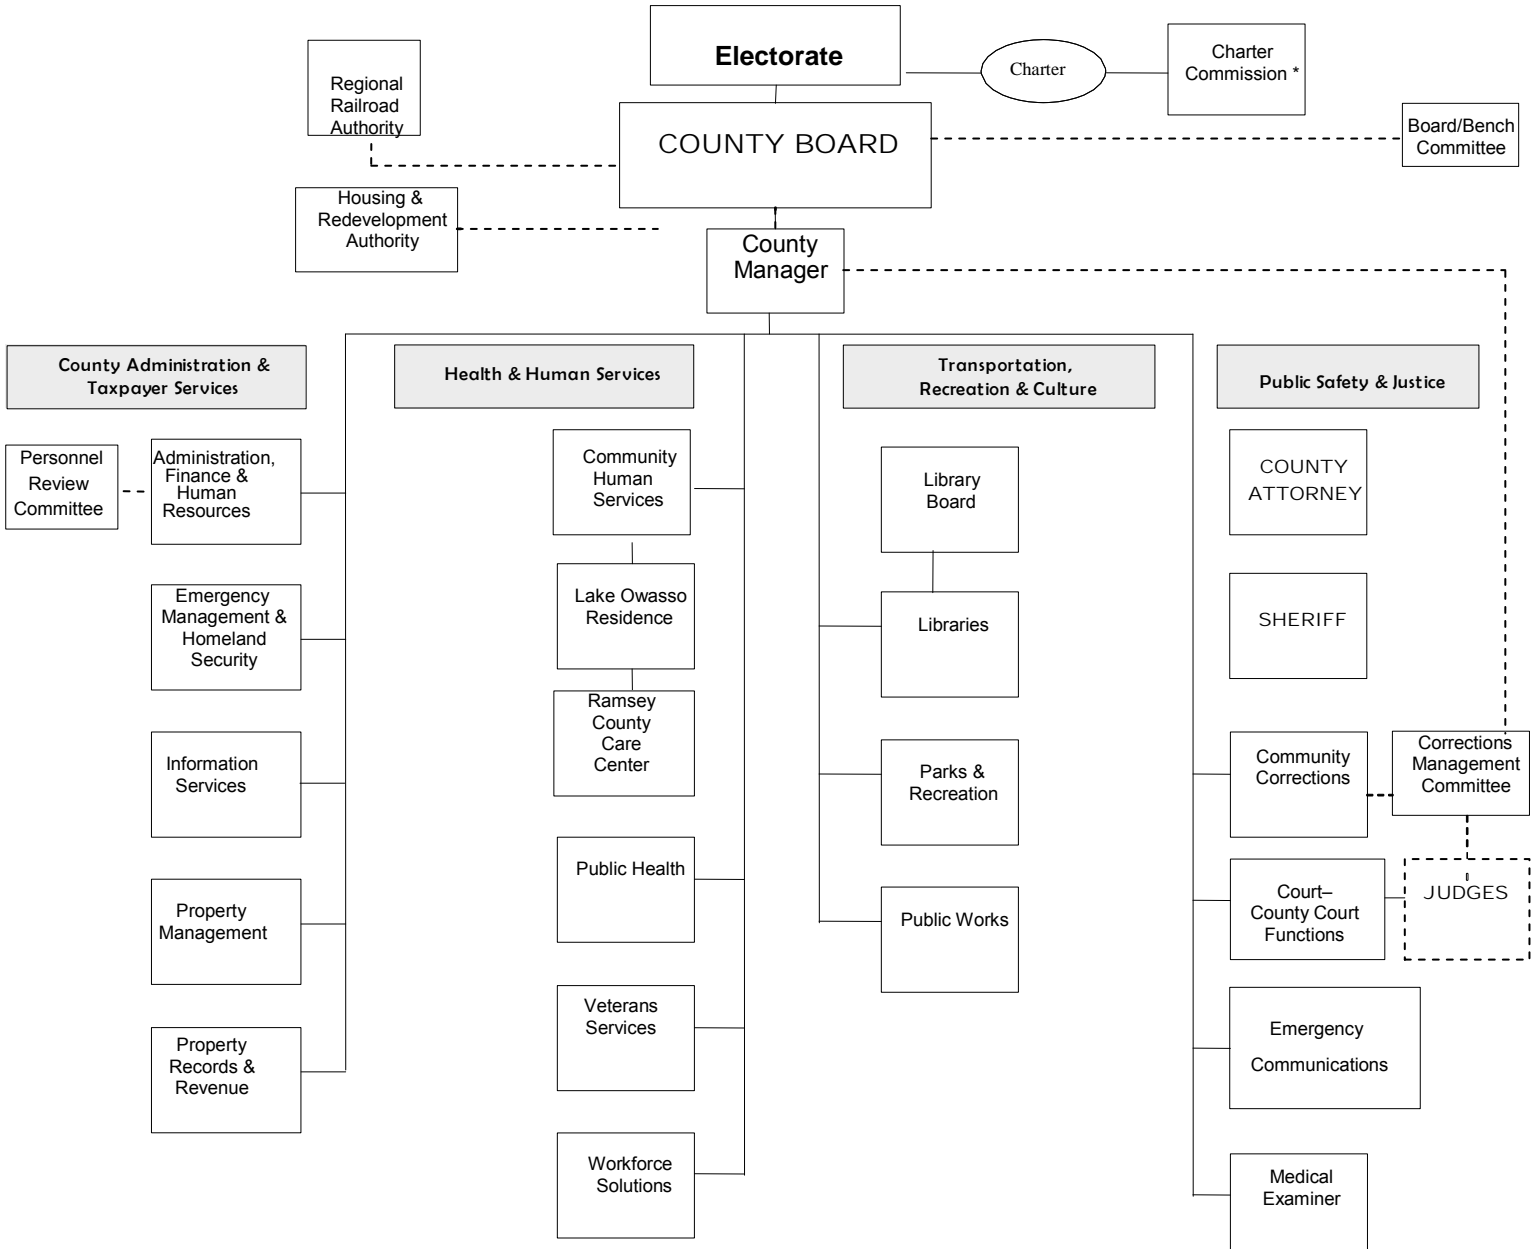 Electorate
Charter
Charter
Commission *
Regional
Railroad
Authority
COUNTY BOARD
Board/Bench
Committee
Housing &
Redevelopment
Authority
County
Manager
County Administration &
Taxpayer Services
Health & Human Services
Transportation,
Recreation & Culture
Public Safety & Justice
Personnel
Review
Committee
Administration,
Finance &
Human
Resources
Emergency
Management &
Homeland
Security
Information
Services
Property
Management
Property
Records &
Revenue
Community
Human
Services
Lake Owasso
Residence
Ramsey
County
Care
Center
Public Health
Veterans
Services
Workforce
Solutions
Library
Board
Libraries
Parks &
Recreation
Public Works
COUNTY
ATTORNEY
SHERIFF
Community
Corrections
Corrections
Management
Committee
Court–
County Court
Functions
JUDGES
Emergency
Communications
Medical
Examiner